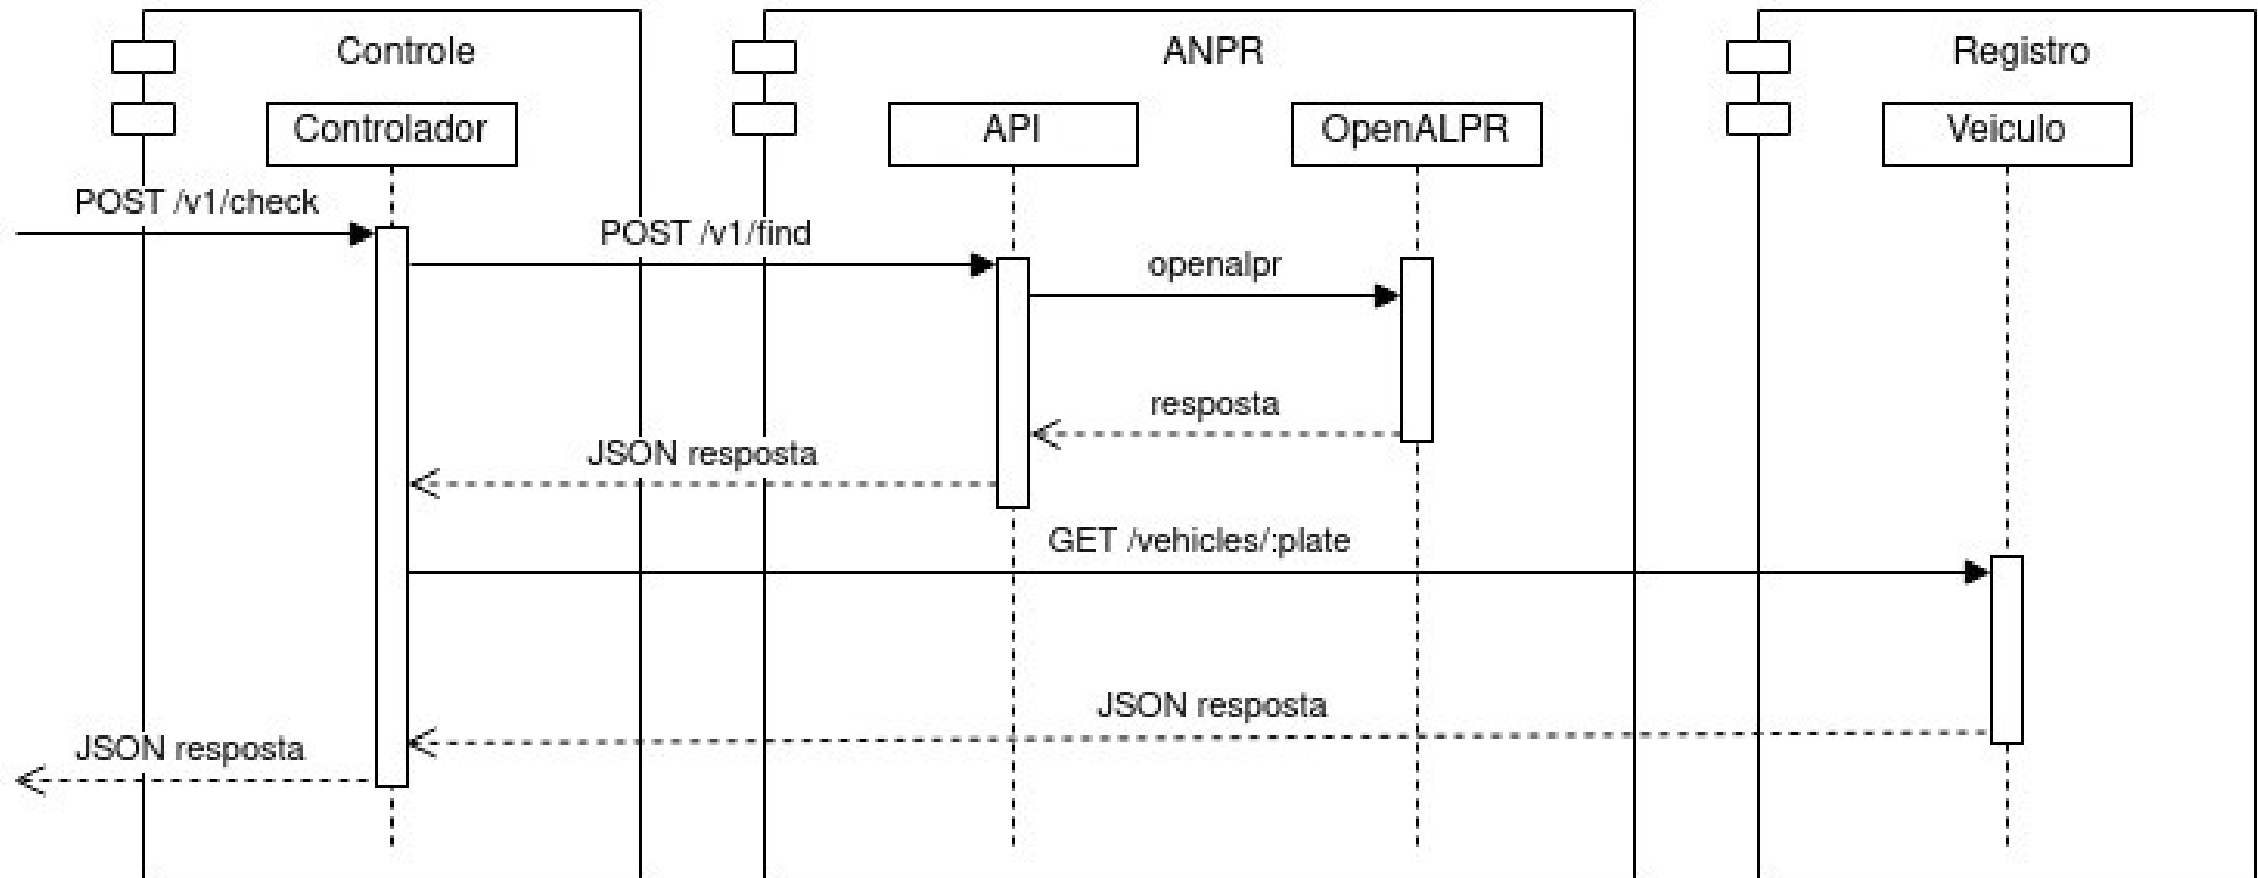 Controle
ANPR
Registro
Controlador
API
OpenALPR
Veiculo
POST /v1/check
POST /v1/find
openalpr
resposta
JSON resposta
GET /vehicles/:plate
JSON resposta
JSON resposta